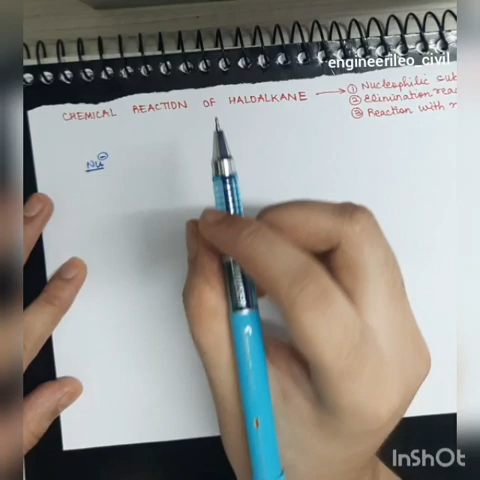 engineerileo_civil
CHEMICAL REACTION OF HALOALKANE → ① Nucleophilic
② Elimination
③ Reaction with
Nu⊖
InShOt